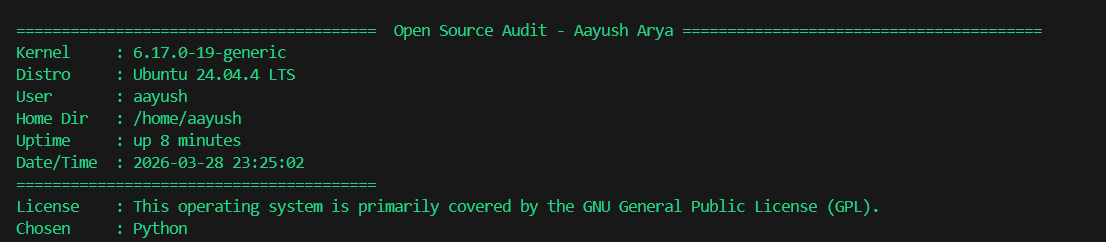 ========================================  Open Source Audit - Aayush Arya ========================================
Kernel     : 6.17.0-19-generic
Distro     : Ubuntu 24.04.4 LTS
User       : aayush
Home Dir   : /home/aayush
Uptime     : up 8 minutes
Date/Time  : 2026-03-28 23:25:02
========================================
License    : This operating system is primarily covered by the GNU General Public License (GPL).
Chosen     : Python